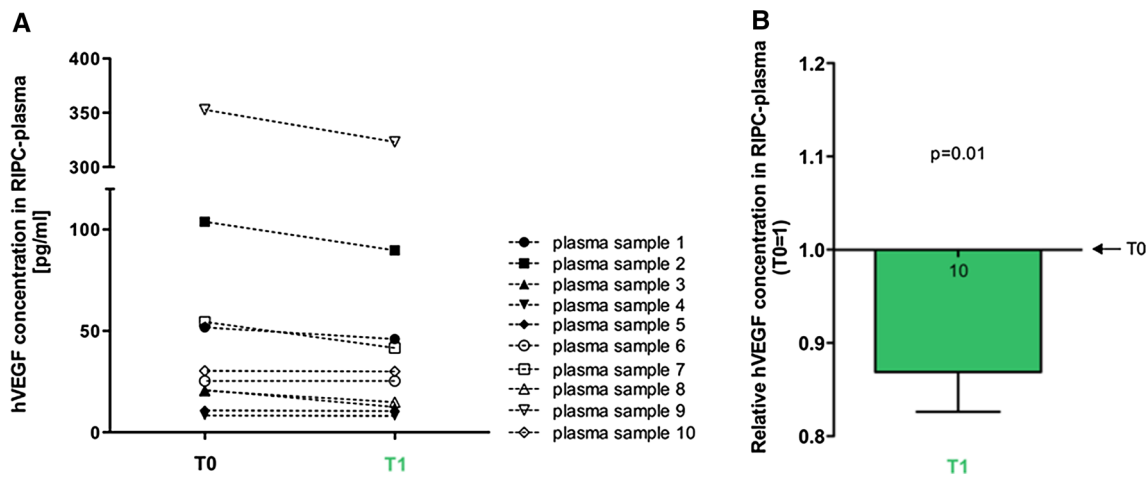 A
hVEGF concentration in RIPC-plasma
[pg/ml]
400
350
300
100
50
0
T0
T1
plasma sample 1
plasma sample 2
plasma sample 3
plasma sample 4
plasma sample 5
plasma sample 6
plasma sample 7
plasma sample 8
plasma sample 9
plasma sample 10
B
Relative hVEGF concentration in RIPC-plasma
(T0=1)
1.2
1.1
1.0
0.9
0.8
p=0.01
T0
10
T1